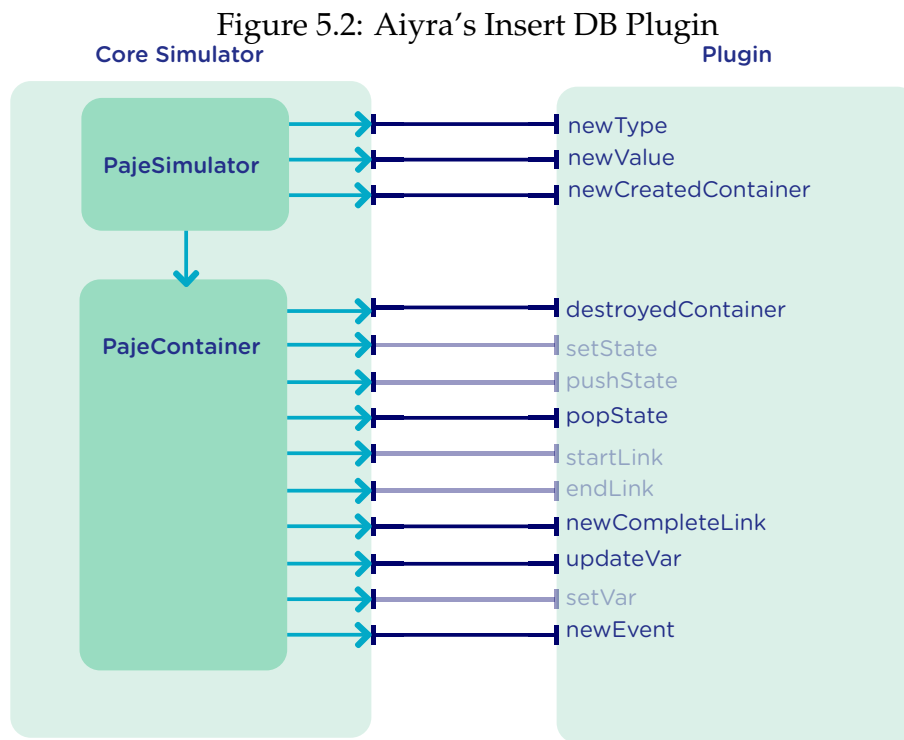 Figure 5.2: Aiyra's Insert DB Plugin
Core Simulator
Plugin
PajeSimulator
newType
newValue
newCreatedContainer
PajeContainer
destroyedContainer
setState
pushState
popState
startLink
endLink
newCompleteLink
updateVar
setVar
newEvent